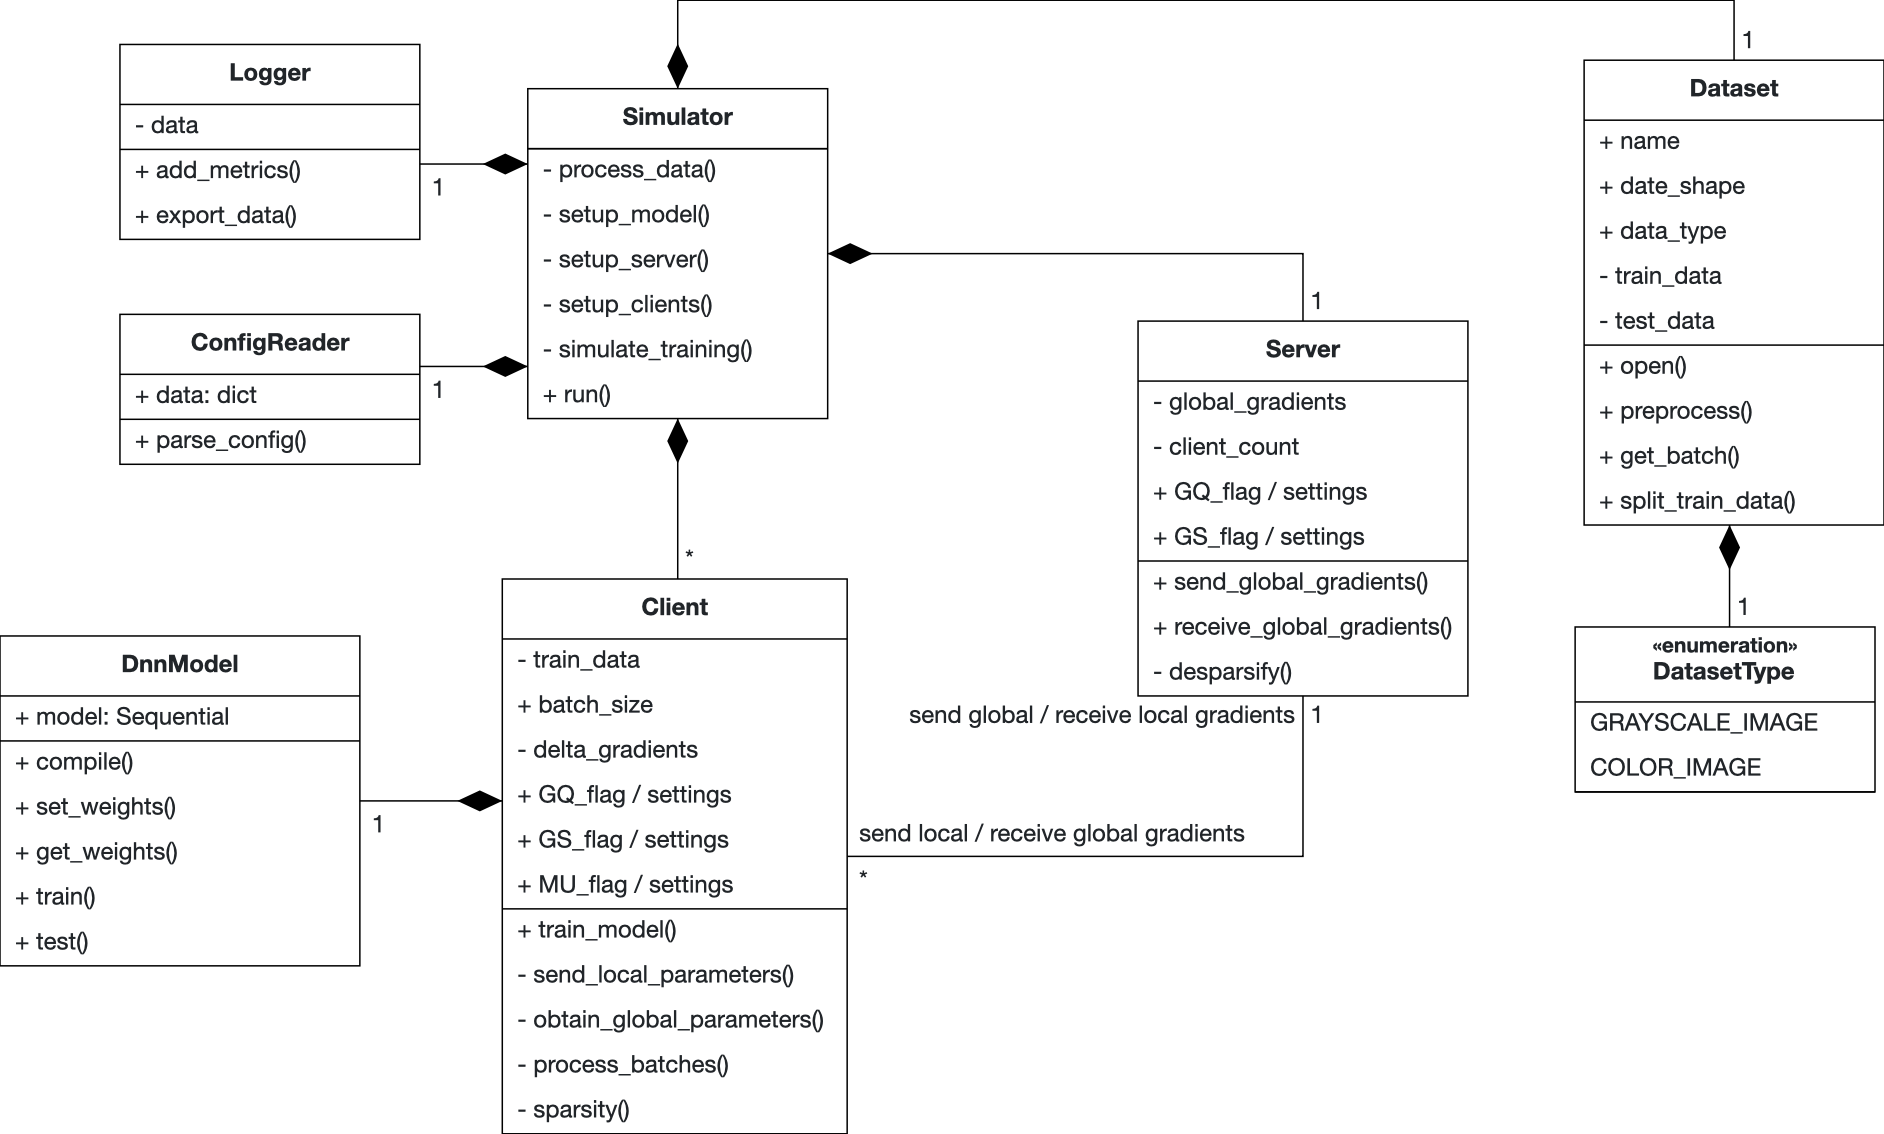 Logger
- data
+ add_metrics()
+ export_data()
1
ConfigReader
+ data: dict
+ parse_config()
1
Simulator
- process_data()
- setup_model()
- setup_server()
- setup_clients()
- simulate_training()
+ run()
1
Dataset
+ name
+ date_shape
+ data_type
- train_data
- test_data
+ open()
+ preprocess()
+ get_batch()
+ split_train_data()
1
«enumeration»
DatasetType
GRAYSCALE_IMAGE
COLOR_IMAGE
1
Server
- global_gradients
- client_count
+ GQ_flag / settings
+ GS_flag / settings
+ send_global_gradients()
+ receive_global_gradients()
- desparsify()
send global / receive local gradients
1
send local / receive global gradients
*
*
Client
- train_data
+ batch_size
- delta_gradients
+ GQ_flag / settings
+ GS_flag / settings
+ MU_flag / settings
+ train_model()
- send_local_parameters()
- obtain_global_parameters()
- process_batches()
- sparsity()
DnnModel
+ model: Sequential
+ compile()
+ set_weights()
+ get_weights()
+ train()
+ test()
1